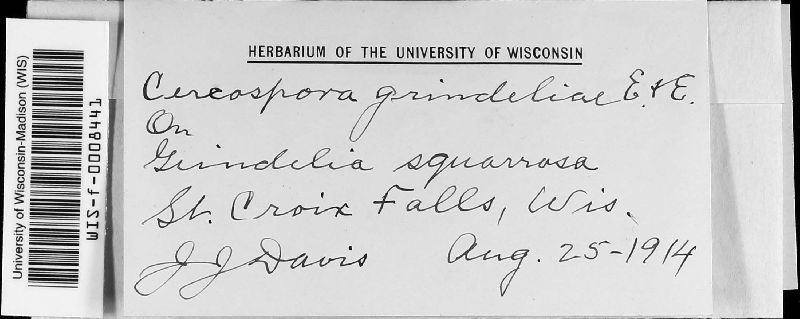 HERBARIUM OF THE UNIVERSITY OF WISCONSIN
Cercospora grindeliae E. & E.
On
Grindelia squarrosa
St. Croix Falls, Wis.
J J Davis Aug. 25-1914
University of Wisconsin-Madison (WIS)
WIS-f-0008441